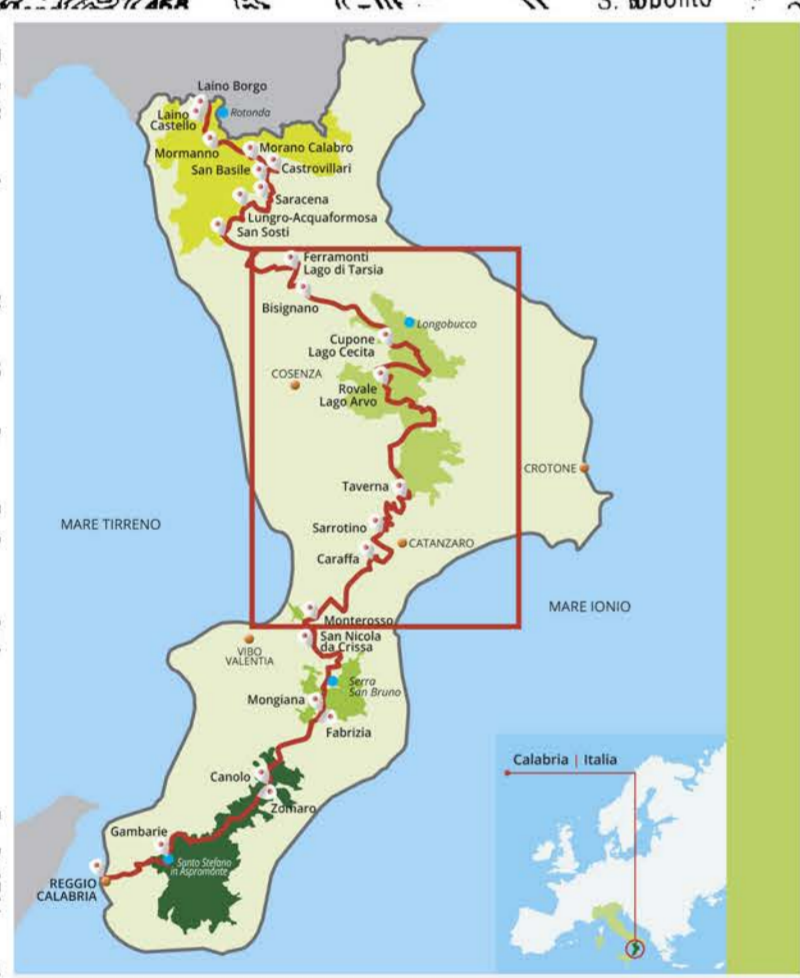 Laino Borgo
Laino
Castello
Rotonda
Mormanno
Morano Calabro
San Basile
Castrovillari
Saracena
Lungro-Acquaformosa
San Sosti
Ferramonti
Lago di Tarsia
Bisignano
Longobucco
Cupone
Lago Cecita
COSENZA
Rovale
Lago Arvo
CROTONE
Taverna
MARE TIRRENO
Sarrotino
CATANZARO
Caraffa
MARE IONIO
Monterosso
San Nicola
da Crissa
VIBO
VALENTIA
Serra
San Bruno
Mongiana
Fabrizia
Calabria | Italia
Canolo
Zomaro
Gambarie
Santo Stefano
in Aspromonte
REGGIO
CALABRIA